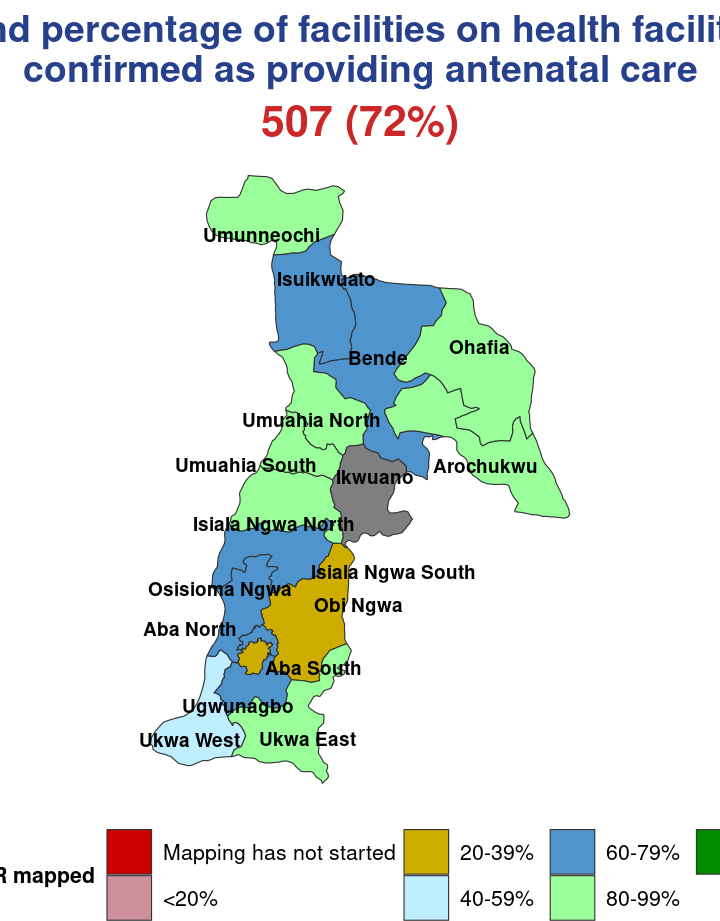 percentage of facilities on health
confirmed as providing antenatal care
507 (72%)
Umunneochi
Isuikwuato
Ohafia
Bende
Umuahia North
Umuahia South
Arochukwu
Ikwuano
Isiala Ngwa North
Isiala Ngwa South
Osisioma Ngwa
Obi Ngwa
Aba North
Aba South
Ugwunagbo
Ukwa West
Ukwa East
R mapped
Mapping has not started
20-39%
60-79%
<20%
40-59%
80-99%